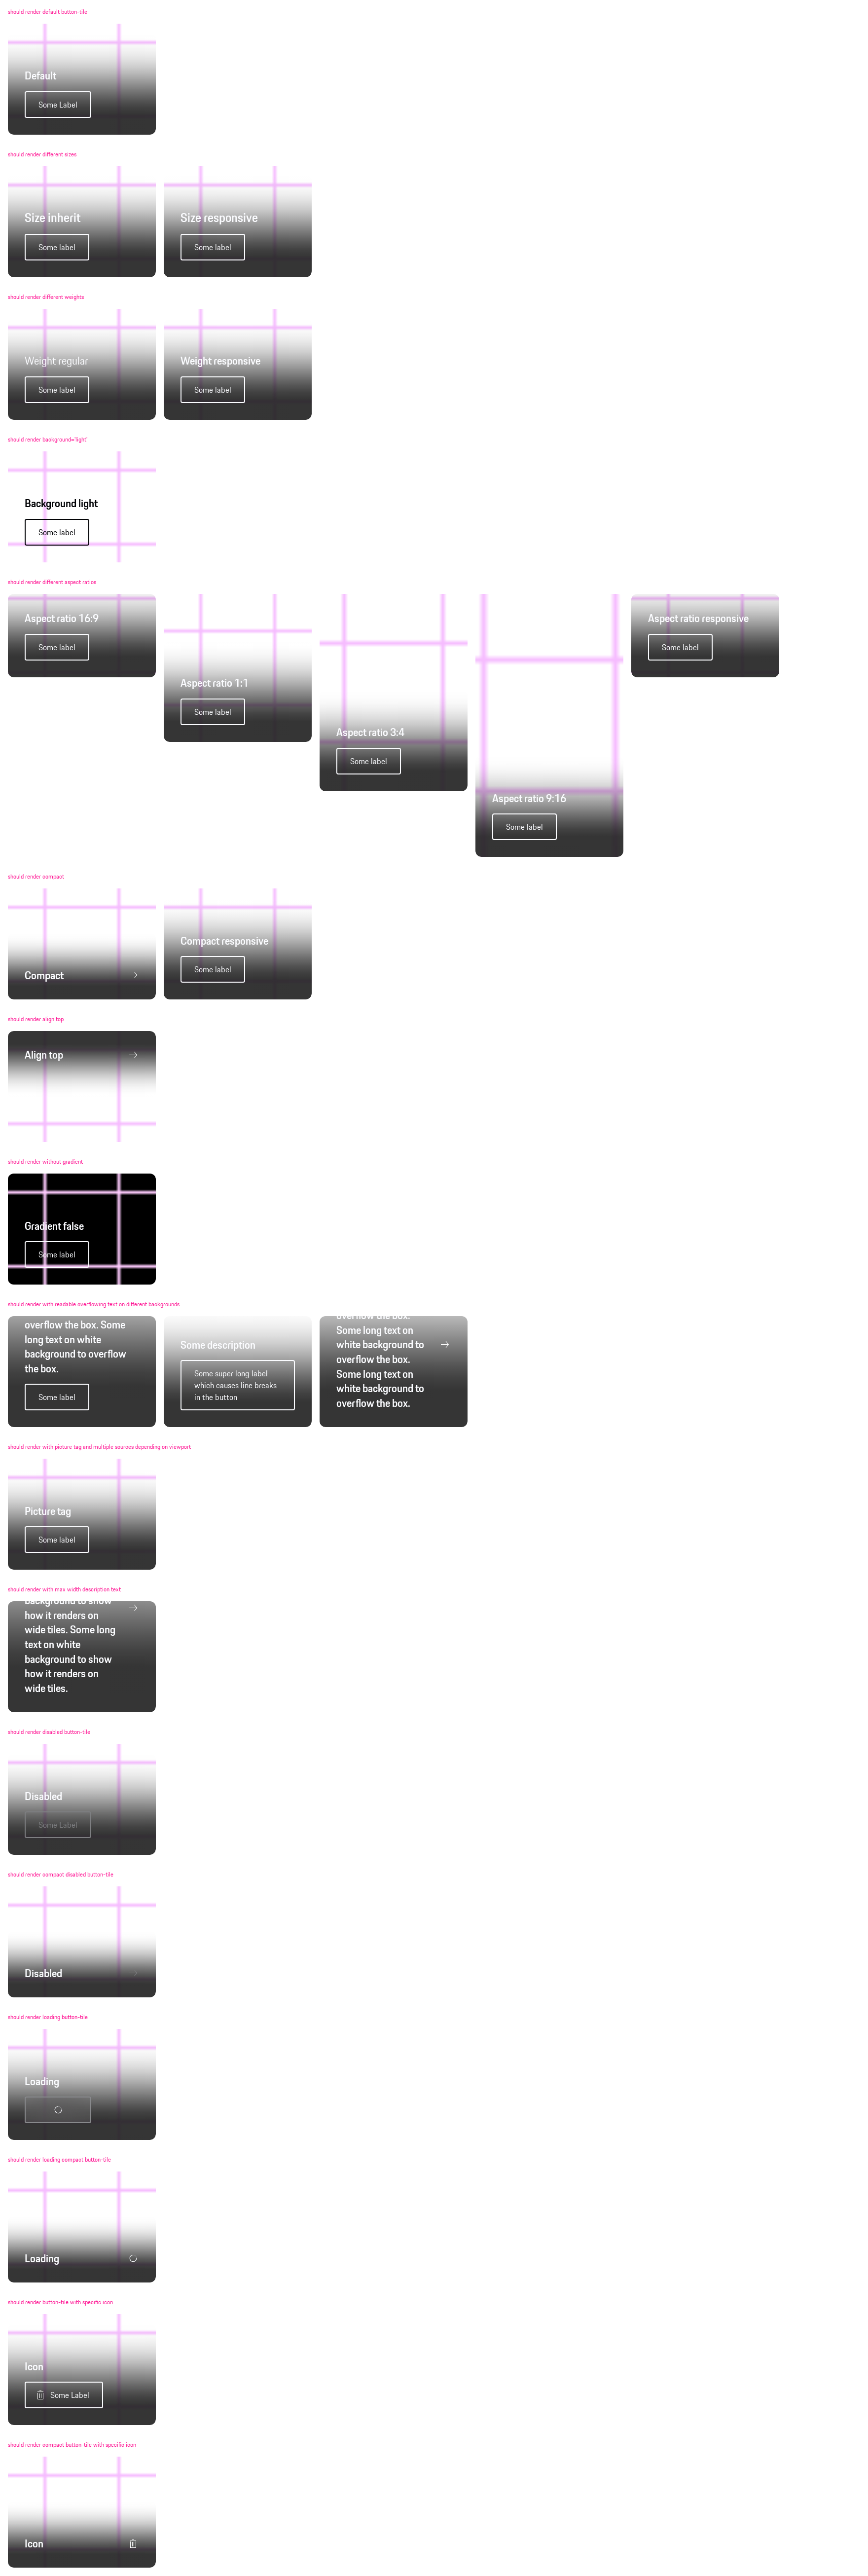 should render default button-tile
Default
Some Label
should render different sizes
Size inherit
Some label
Size responsive
Some label
should render different weights
Weight regular
Some label
Weight responsive
Some label
should render background='light'
Background light
Some label
should render different aspect ratios
Aspect ratio 16:9
Some label
Aspect ratio 1:1
Some label
Aspect ratio 3:4
Some label
Aspect ratio 9:16
Some label
Aspect ratio responsive
Some label
should render compact
Compact
Compact responsive
Some label
should render align top
Align top
should render without gradient
Gradient false
Some label
should render with readable overflowing text on different backgrounds
overflow the box. Some
long text on white
background to overflow
the box.
Some label
Some description
Some super long label
which causes line breaks
in the button
overflow the box.
Some long text on
white background to
overflow the box.
Some long text on
white background to
overflow the box.
should render with picture tag and multiple sources depending on viewport
Picture tag
Some label
should render with max width description text
background to show
how it renders on
wide tiles. Some long
text on white
background to show
how it renders on
wide tiles.
should render disabled button-tile
Disabled
Some Label
should render compact disabled button-tile
Disabled
should render loading button-tile
Loading
should render loading compact button-tile
Loading
should render button-tile with specific icon
Icon
Some Label
should render compact button-tile with specific icon
Icon